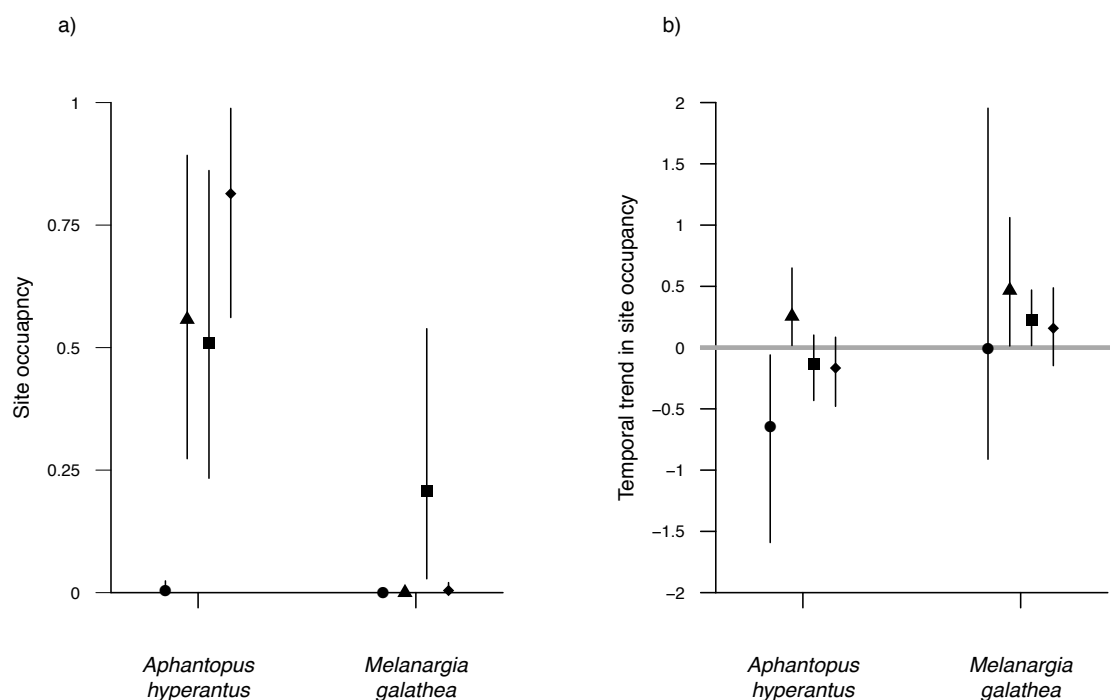 a)
Site occuapncy
1
0.75
0.5
0.25
0
Aphantopus
hyperantus
Melanargia
galathea
b)
Temporal trend in site occupancy
2
1.5
1
0.5
0
−0.5
−1
−1.5
−2
Aphantopus
hyperantus
Melanargia
galathea